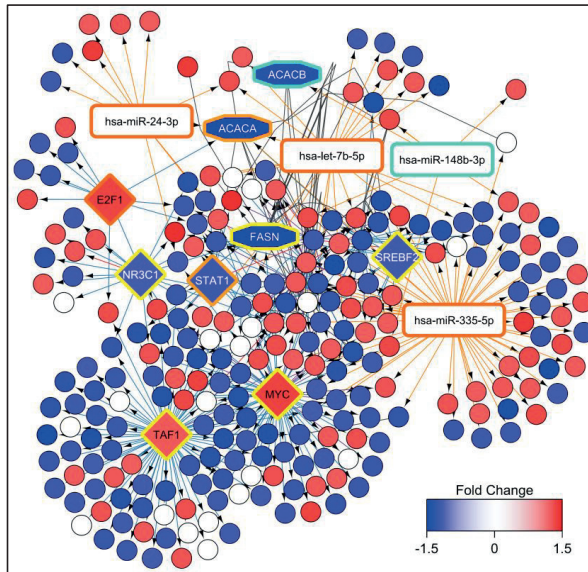 ACACB
hsa-miR-24-3p
ACACA
hsa-let-7b-5p
hsa-miR-148b-3p
E2F1
FASN
NR3C1
STAT1
SREBF2
hsa-miR-335-5p
MYC
TAF1
Fold Change
-1.5 0 1.5